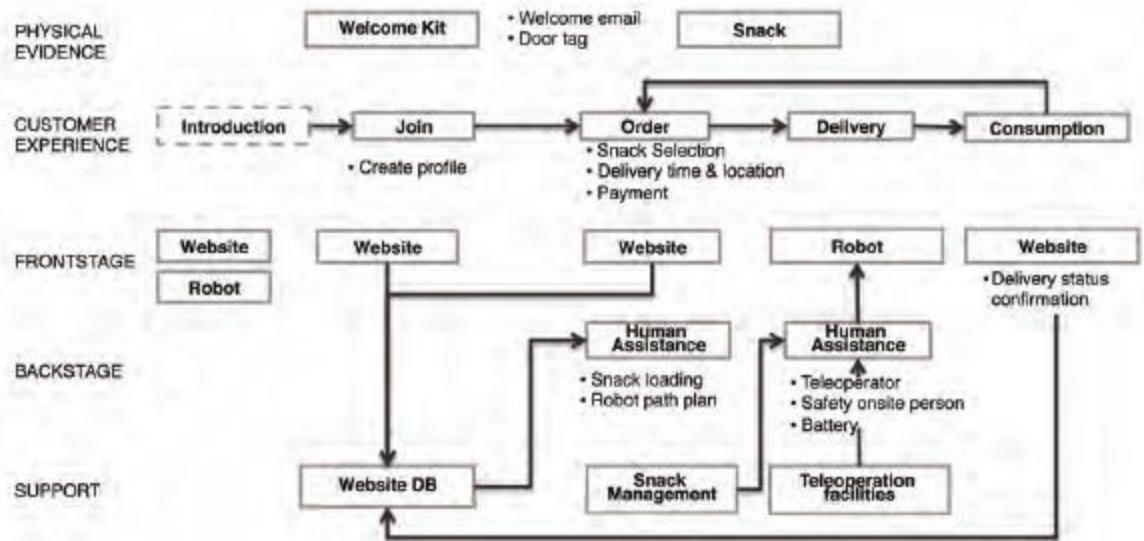 PHYSICAL
EVIDENCE
Welcome Kit
• Welcome email
• Door tag
Snack
CUSTOMER
EXPERIENCE
Introduction
Join
• Create profile
Order
• Snack Selection
• Delivery time & location
• Payment
Delivery
Consumption
FRONTSTAGE
Website
Robot
Website
Website
Robot
Website
• Delivery status
confirmation
BACKSTAGE
Human
Assistance
• Snack loading
• Robot path plan
Human
Assistance
• Teleoperator
• Safety onsite person
• Battery
SUPPORT
Website DB
Snack
Management
Teleoperation
facilities